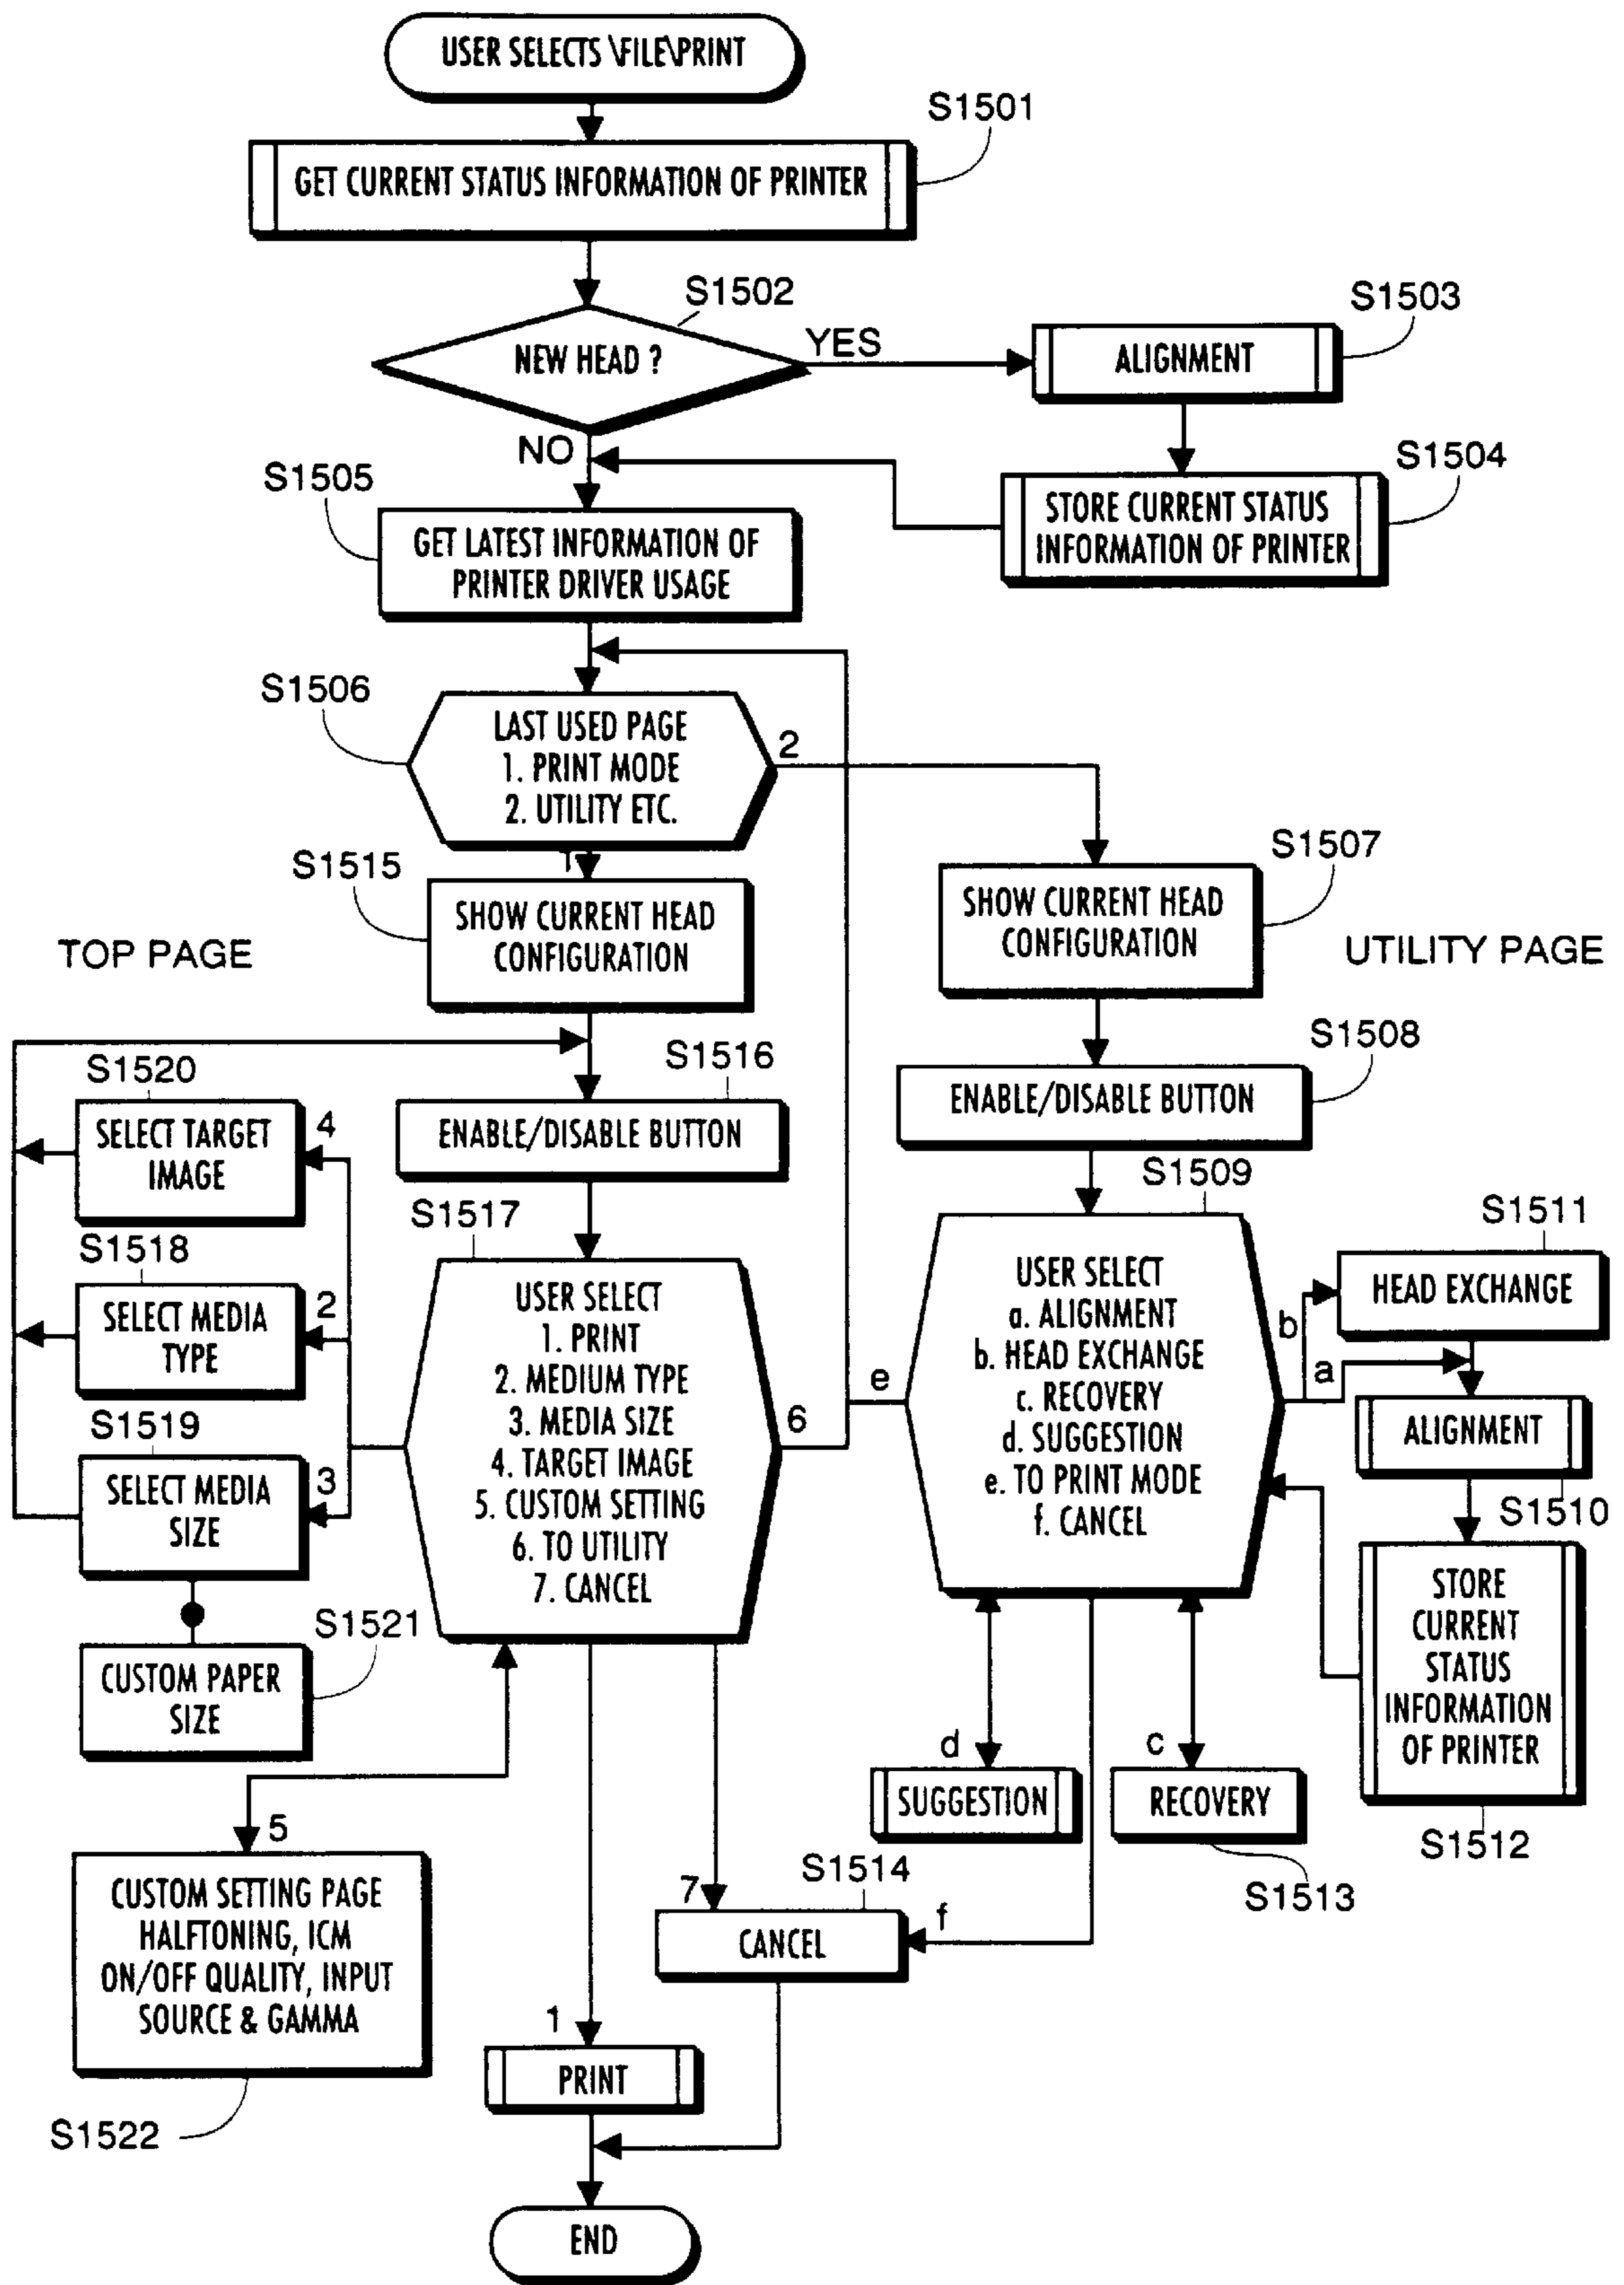 USER SELECTS \FILE\PRINT
S1501
GET CURRENT STATUS INFORMATION OF PRINTER
S1502
NEW HEAD ?
YES
S1503
ALIGNMENT
NO
S1504
STORE CURRENT STATUS
INFORMATION OF PRINTER
S1505
GET LATEST INFORMATION OF
PRINTER DRIVER USAGE
S1506
LAST USED PAGE
1. PRINT MODE
2. UTILITY ETC.
2
1
S1515
SHOW CURRENT HEAD
CONFIGURATION
S1507
SHOW CURRENT HEAD
CONFIGURATION
TOP PAGE
UTILITY PAGE
S1516
ENABLE/DISABLE BUTTON
S1508
ENABLE/DISABLE BUTTON
S1520
SELECT TARGET
IMAGE
4
S1518
SELECT MEDIA
TYPE
2
S1519
SELECT MEDIA
SIZE
3
S1521
CUSTOM PAPER
SIZE
S1517
USER SELECT
1. PRINT
2. MEDIUM TYPE
3. MEDIA SIZE
4. TARGET IMAGE
5. CUSTOM SETTING
6. TO UTILITY
7. CANCEL
6
e
S1509
USER SELECT
a. ALIGNMENT
b. HEAD EXCHANGE
c. RECOVERY
d. SUGGESTION
e. TO PRINT MODE
f. CANCEL
S1511
HEAD EXCHANGE
b
a
ALIGNMENT
S1510
STORE
CURRENT
STATUS
INFORMATION
OF PRINTER
S1512
d
SUGGESTION
c
RECOVERY
S1513
5
CUSTOM SETTING PAGE
HALFTONING, ICM
ON/OFF QUALITY, INPUT
SOURCE & GAMMA
S1522
7
S1514
CANCEL
f
1
PRINT
END